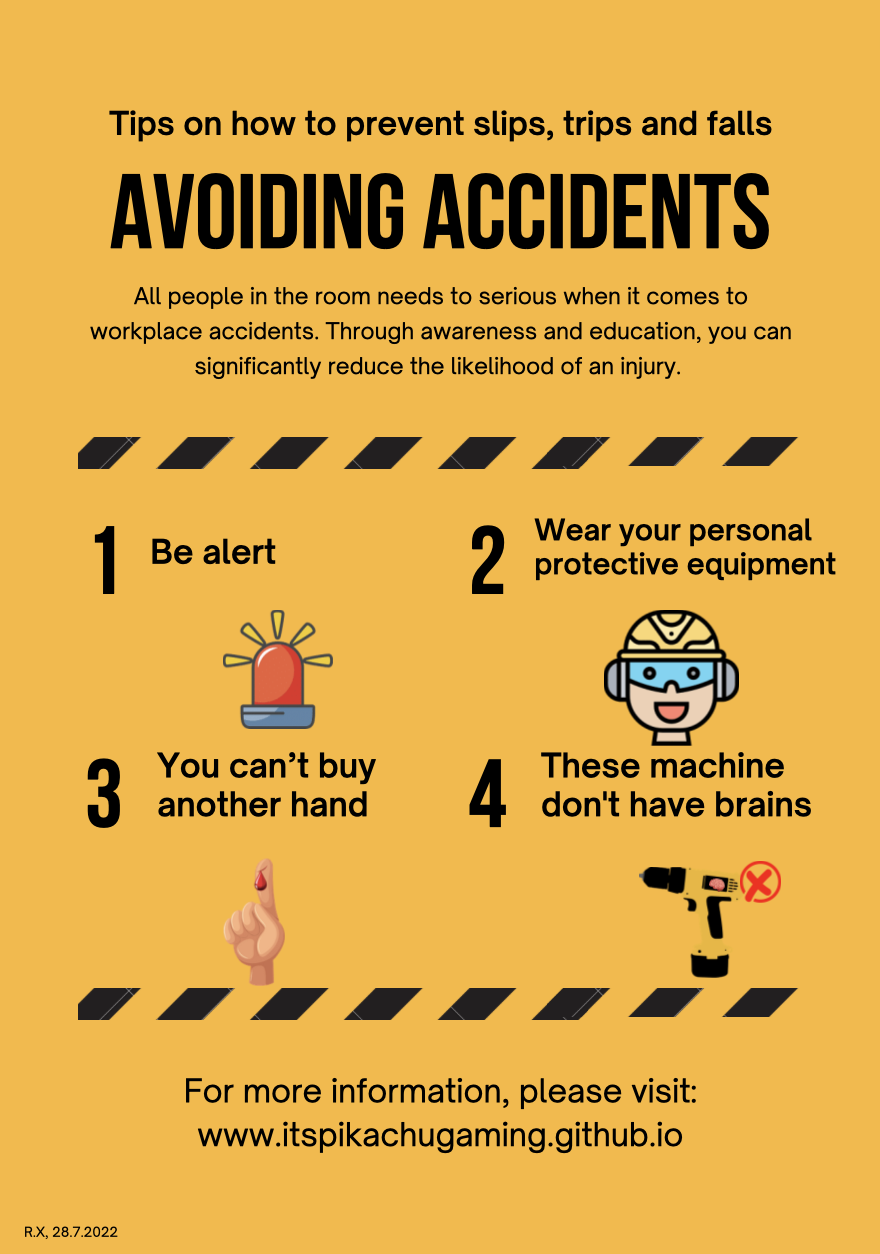 Tips on how to prevent slips, trips and falls
AVOIDING ACCIDENTS
All people in the room needs to serious when it comes to
workplace accidents. Through awareness and education, you can
significantly reduce the likelihood of an injury.
1 Be alert
2 Wear your personal
protective equipment
3 You can’t buy
another hand
4 These machine
don't have brains
For more information, please visit:
www.itspikachugaming.github.io
R.X, 28.7.2022